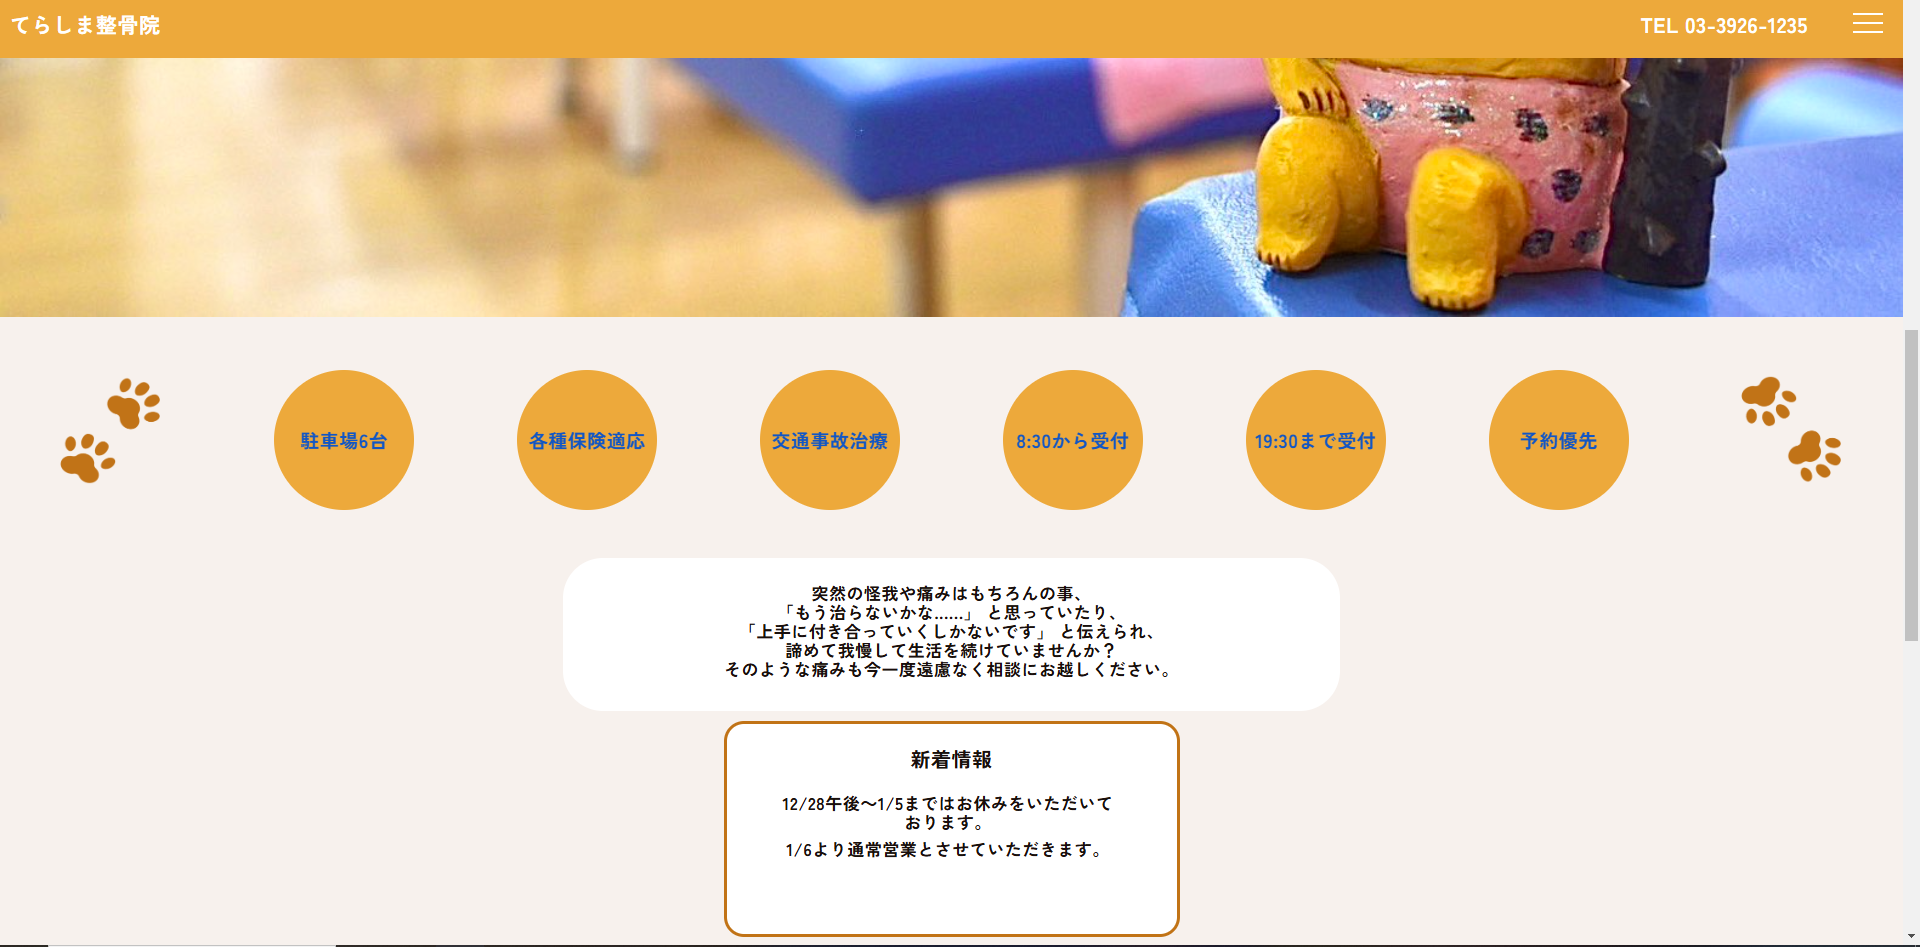 てらしま整骨院
TEL 03-3926-1235
駐車場6台
各種保険適応
交通事故治療
8:30から受付
19:30まで受付
予約優先
突然の怪我や痛みはもちろんの事、
「もう治らないかな……」 と思っていたり、
「上手に付き合っていくしかないです」 と伝えられ、
諦めて我慢して生活を続けていませんか？
そのような痛みも今一度遠慮なく相談にお越しください。
新着情報
12/28午後〜1/5まではお休みをいただいて
おります。
1/6より通常営業とさせていただきます。